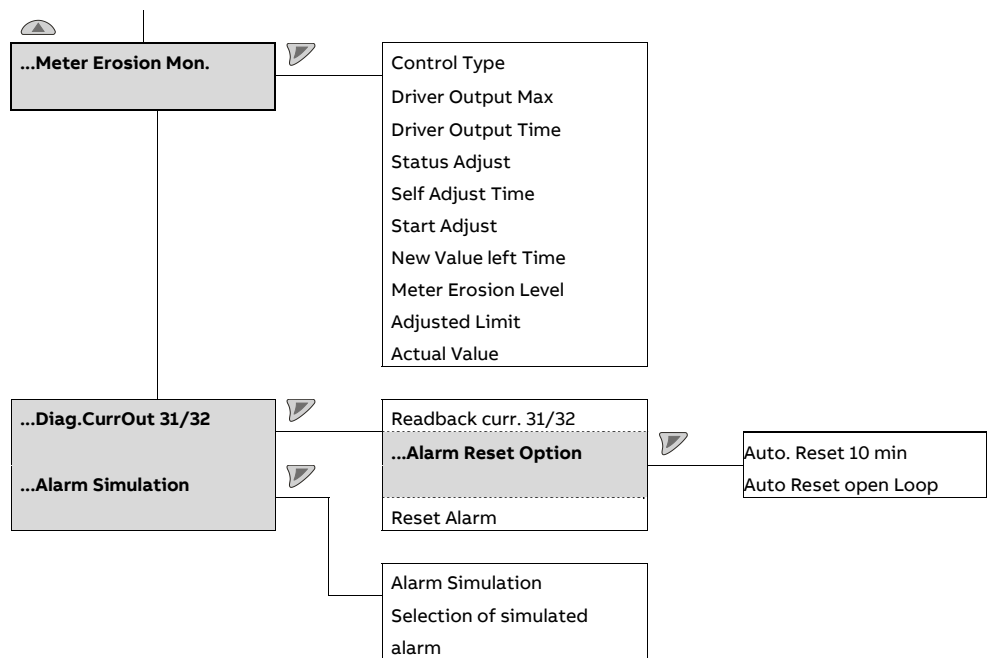 ...Meter Erosion Mon.
Control Type
Driver Output Max
Driver Output Time
Status Adjust
Self Adjust Time
Start Adjust
New Value left Time
Meter Erosion Level
Adjusted Limit
Actual Value
...Diag.CurrOut 31/32
Readback curr. 31/32
...Alarm Reset Option
Auto. Reset 10 min
Auto Reset open Loop
...Alarm Simulation
Reset Alarm
Alarm Simulation
Selection of simulated
alarm